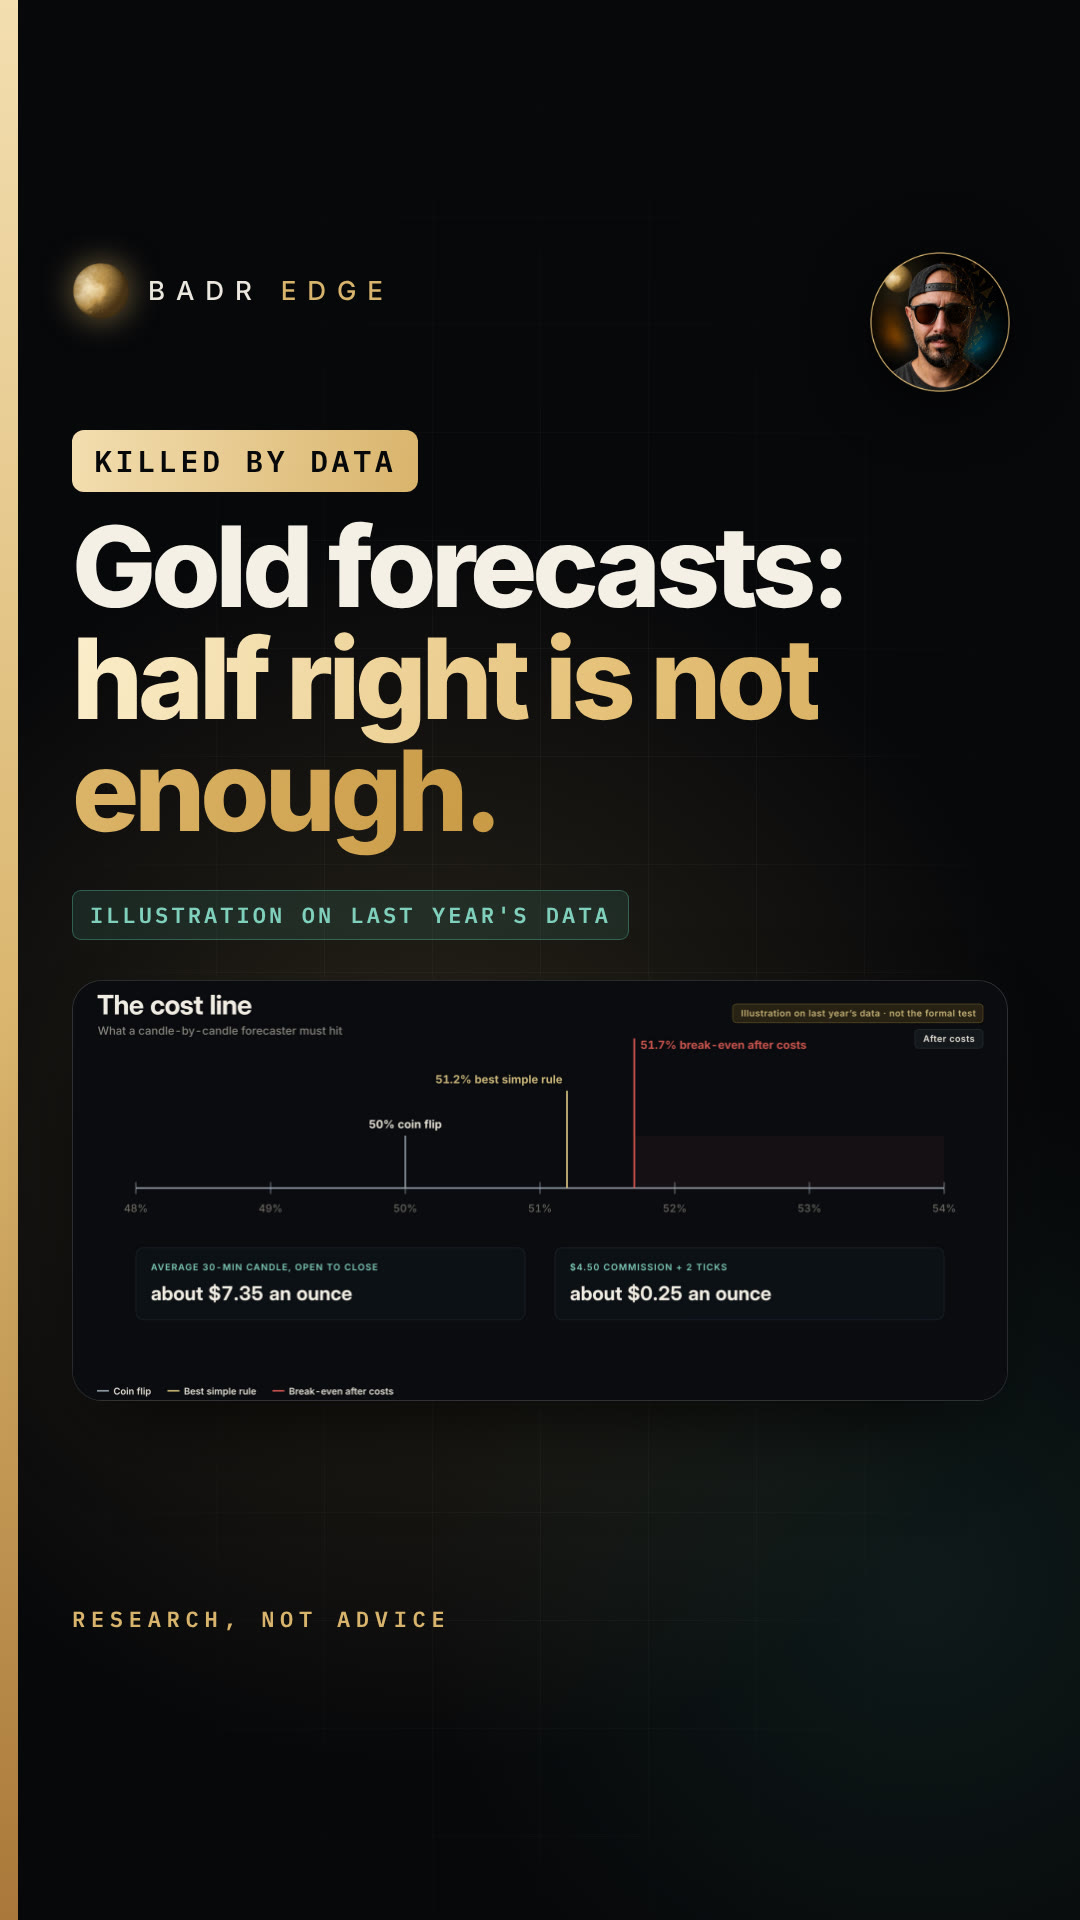 BADR EDGE
KILLED BY DATA
Gold forecasts:
half right is not
enough.
ILLUSTRATION ON LAST YEAR'S DATA
The cost line
What a candle-by-candle forecaster must hit
Illustration on last year's data · not the formal test
After costs
51.7% break-even after costs
51.2% best simple rule
50% coin flip
48% 49% 50% 51% 52% 53% 54%
AVERAGE 30-MIN CANDLE, OPEN TO CLOSE
about $7.35 an ounce
$4.50 COMMISSION + 2 TICKS
about $0.25 an ounce
Coin flip Best simple rule Break-even after costs
RESEARCH, NOT ADVICE